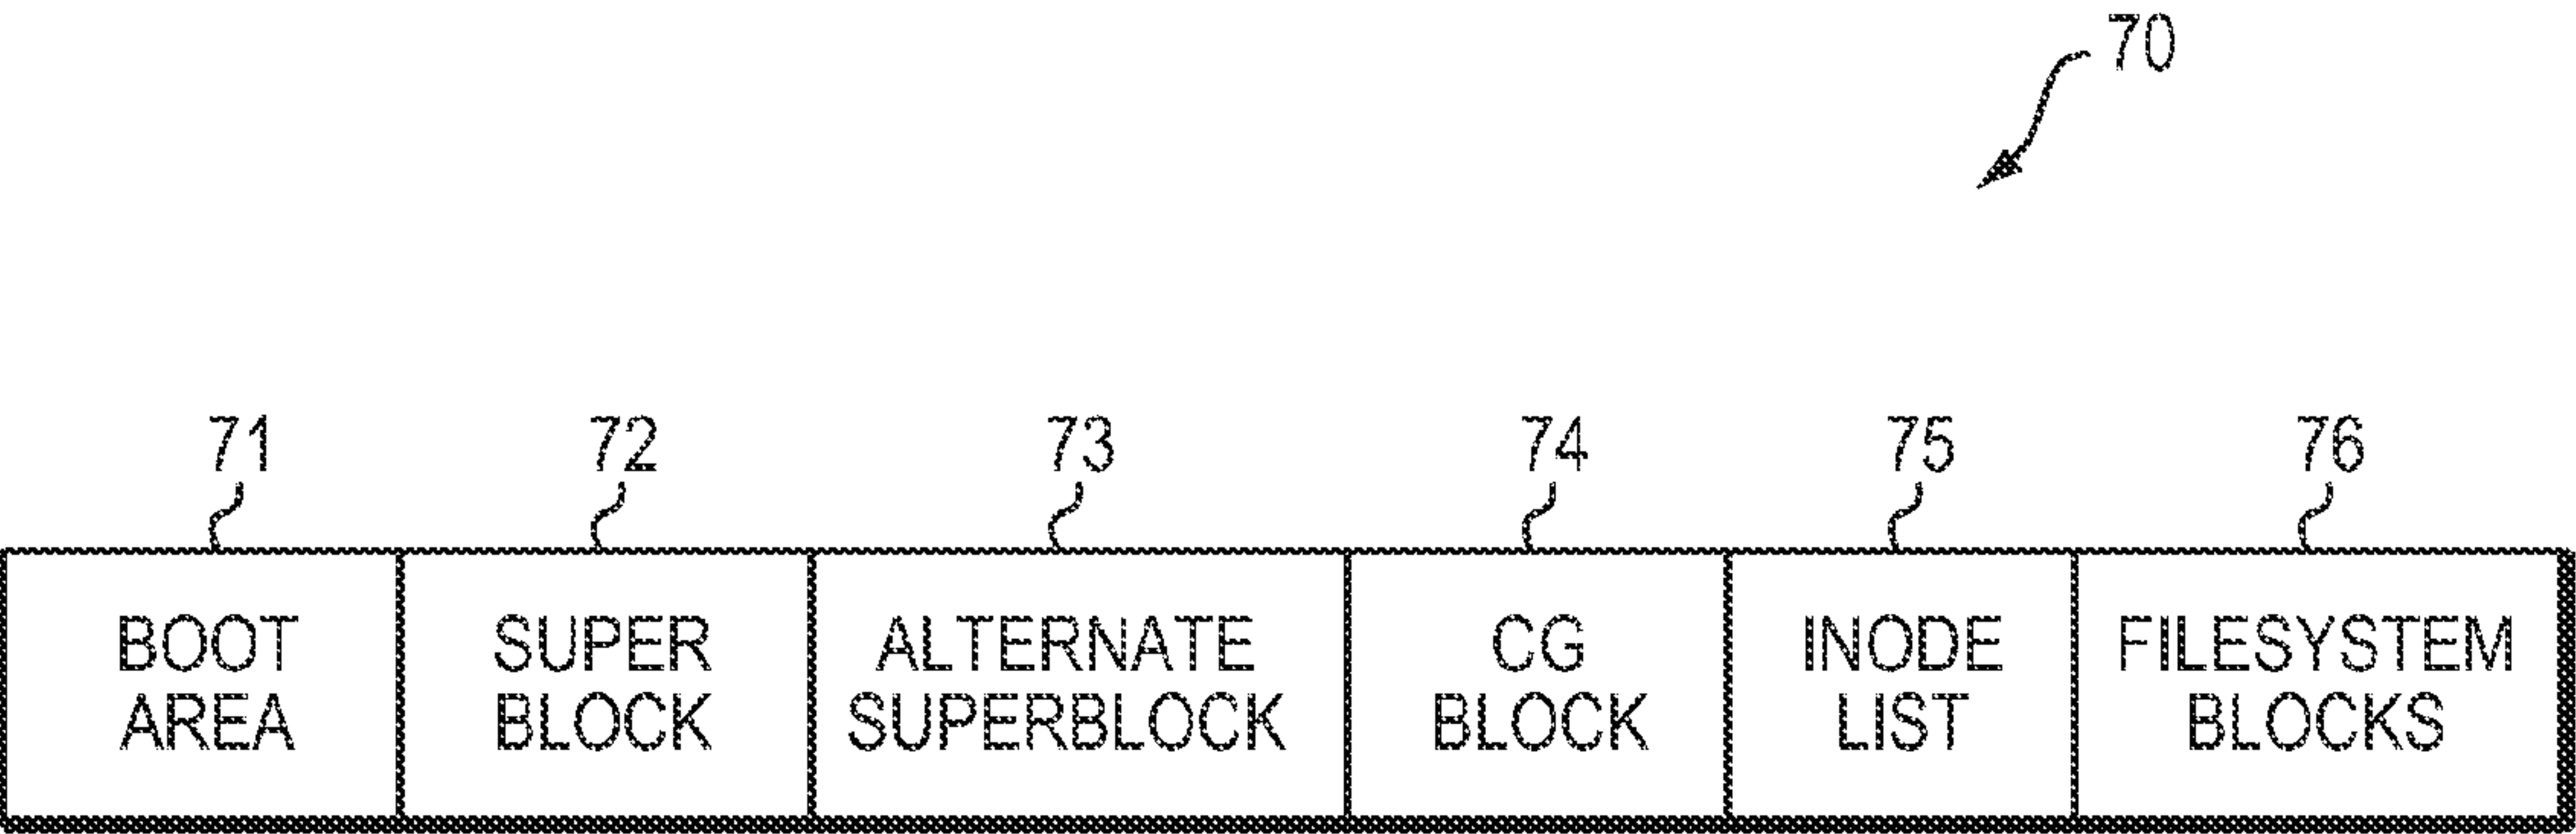 70
71 72 73 74 75 76
BOOT AREA
SUPER BLOCK
ALTERNATE SUPERBLOCK
CG BLOCK
INODE LIST
FILESYSTEM BLOCKS